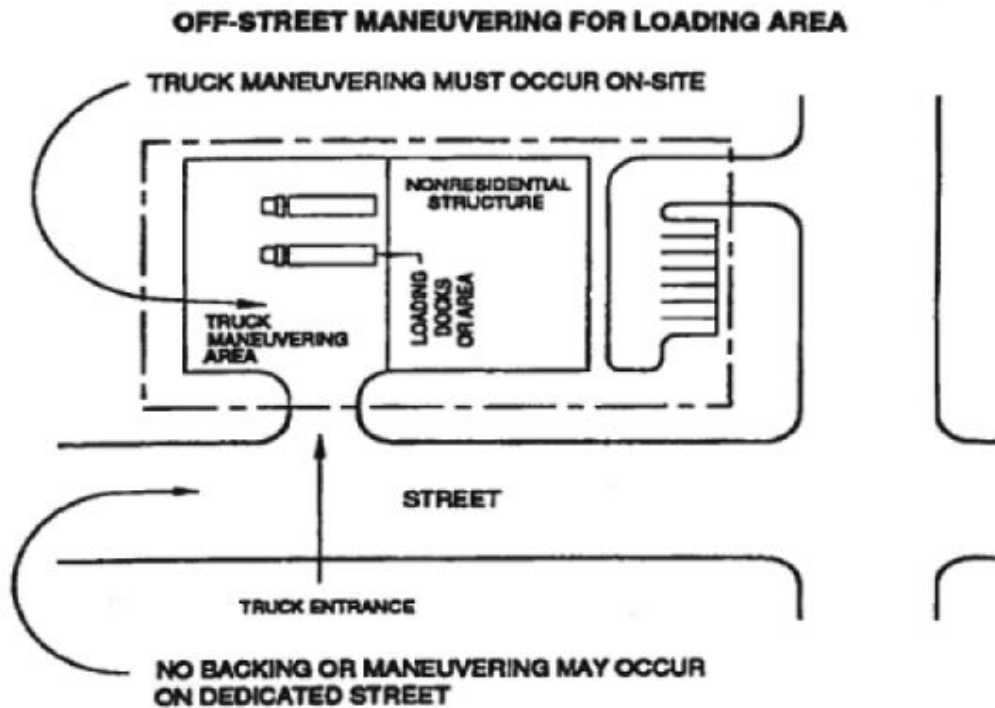 OFF-STREET MANEUVERING FOR LOADING AREA
TRUCK MANEUVERING MUST OCCUR ON-SITE
NONRESIDENTIAL
STRUCTURE
LOADING
DOCKS
OR AREA
TRUCK
MANEUVERING
AREA
STREET
TRUCK ENTRANCE
NO BACKING OR MANEUVERING MAY OCCUR
ON DEDICATED STREET